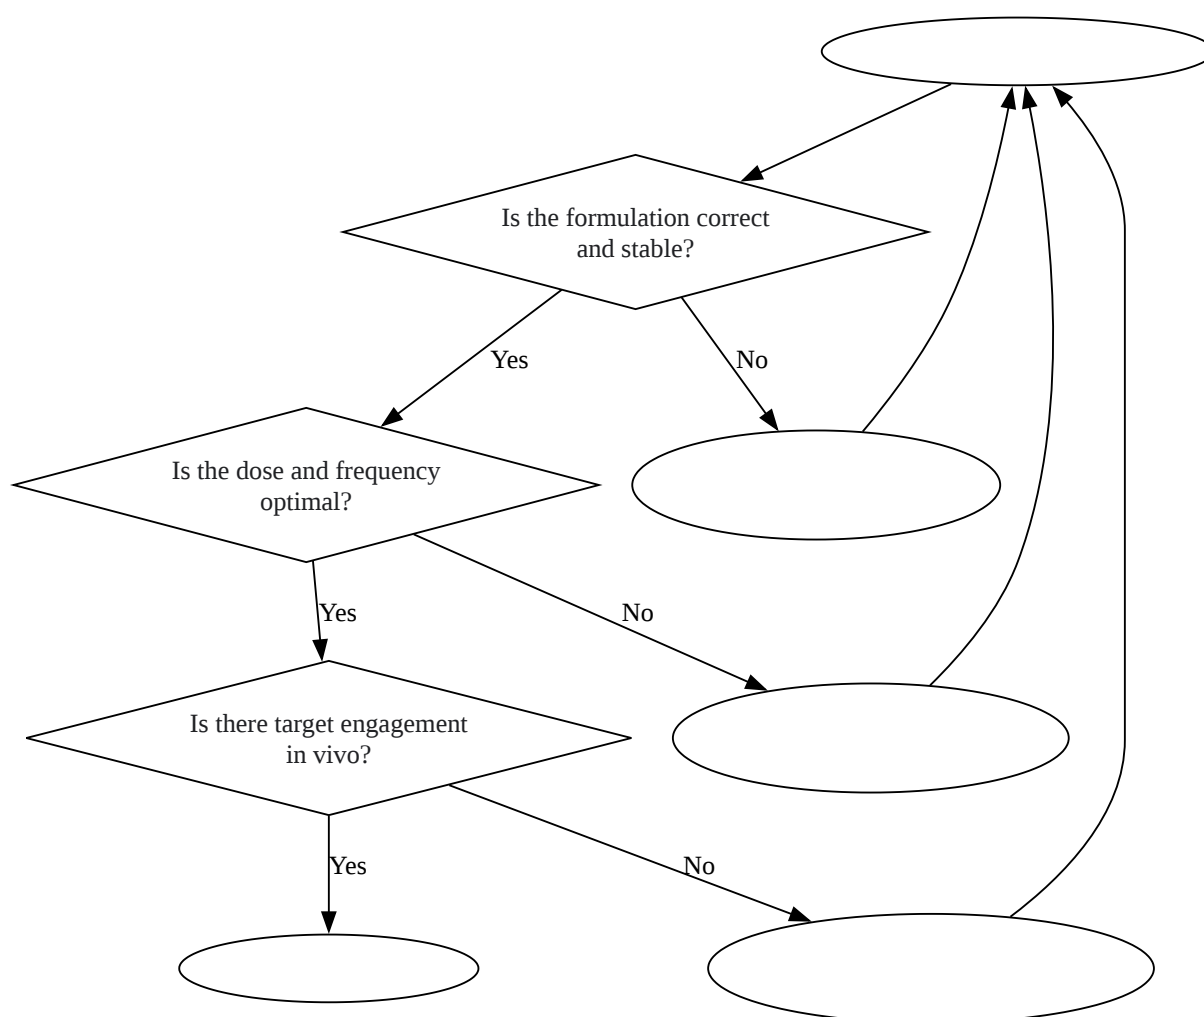 Is the formulation correct
and stable?
Yes
No
Is the dose and frequency
optimal?
Yes
No
Is there target engagement
in vivo?
Yes
No